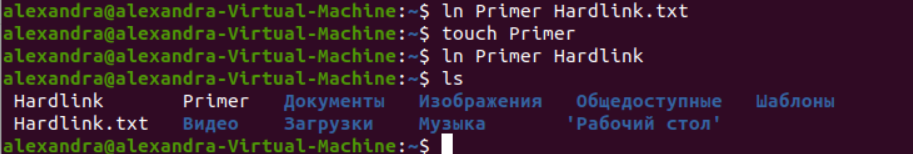 alexandra@alexandra-Virtual-Machine:~$ ln Primer Hardlink.txt
alexandra@alexandra-Virtual-Machine:~$ touch Primer
alexandra@alexandra-Virtual-Machine:~$ ln Primer Hardlink
alexandra@alexandra-Virtual-Machine:~$ ls
Hardlink Primer Документы Изображения Общедоступные Шаблоны
Hardlink.txt Видео Загрузки Музыка 'Рабочий стол'
alexandra@alexandra-Virtual-Machine:~$